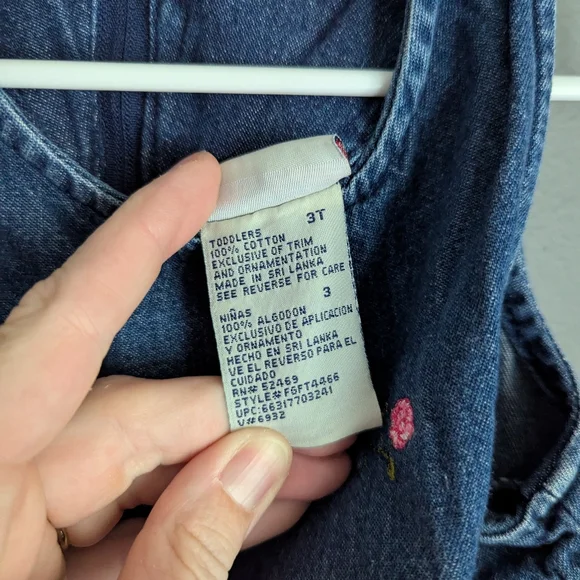 3T
TODDLERS
100% COTTON
EXCLUSIVE OF TRIM
AND ORNAMENTATION
MADE IN SRI LANKA
SEE REVERSE FOR CARE
3
NIÑAS
100% ALGODON
EXCLUSIVO DE APLICACION
Y ORNAMENTO
HECHO EN SRI LANKA
VE EL REVERSO PARA EL
CUIDADO
RN# 52469
STYLE# FGFT4466
UPC: 66317703241
V# 6932